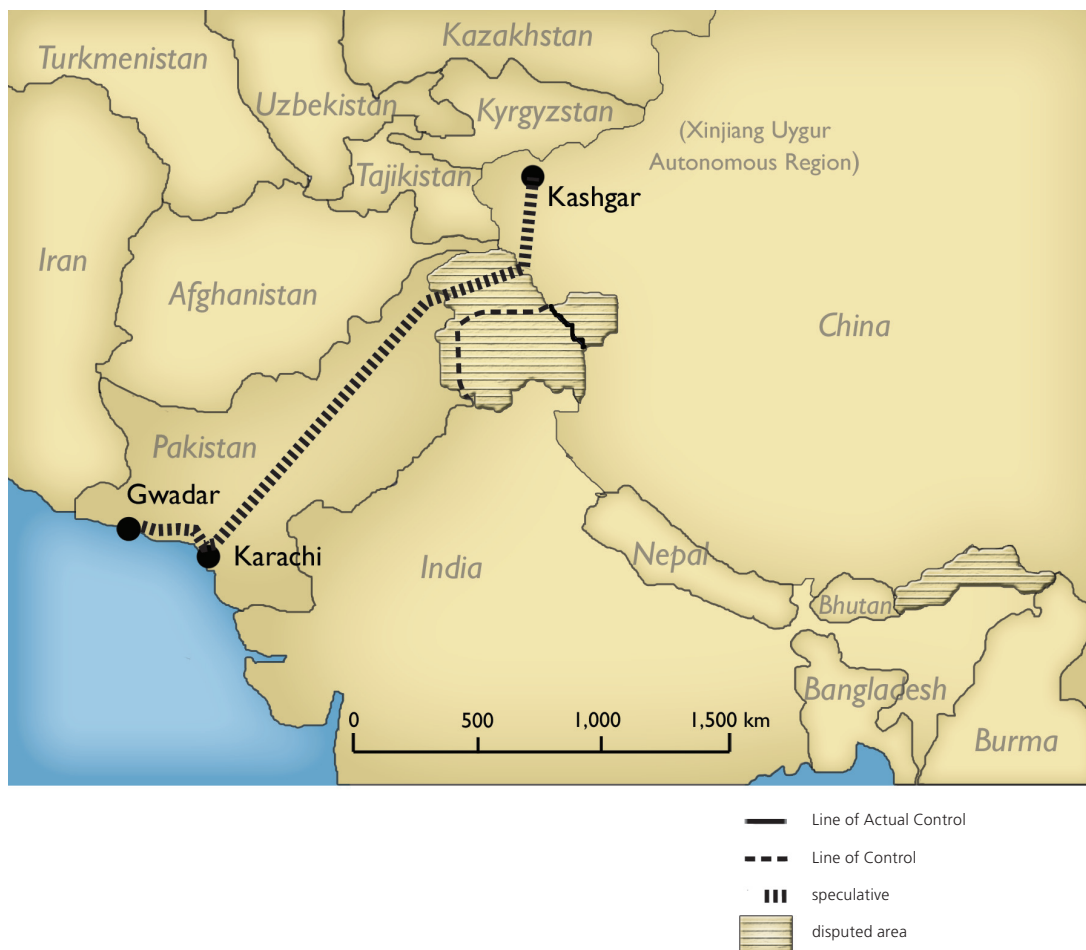 Kazakhstan
Turkmenistan
Uzbekistan
Kyrgyzstan
(Xinjiang Uygur
Autonomous Region)
Tajikistan
Kashgar
Iran
Afghanistan
China
Pakistan
Gwadar
Karachi
India
Nepal
Bhutan
Bangladesh
Burma
0 500 1,000 1,500 km
Line of Actual Control
Line of Control
speculative
disputed area